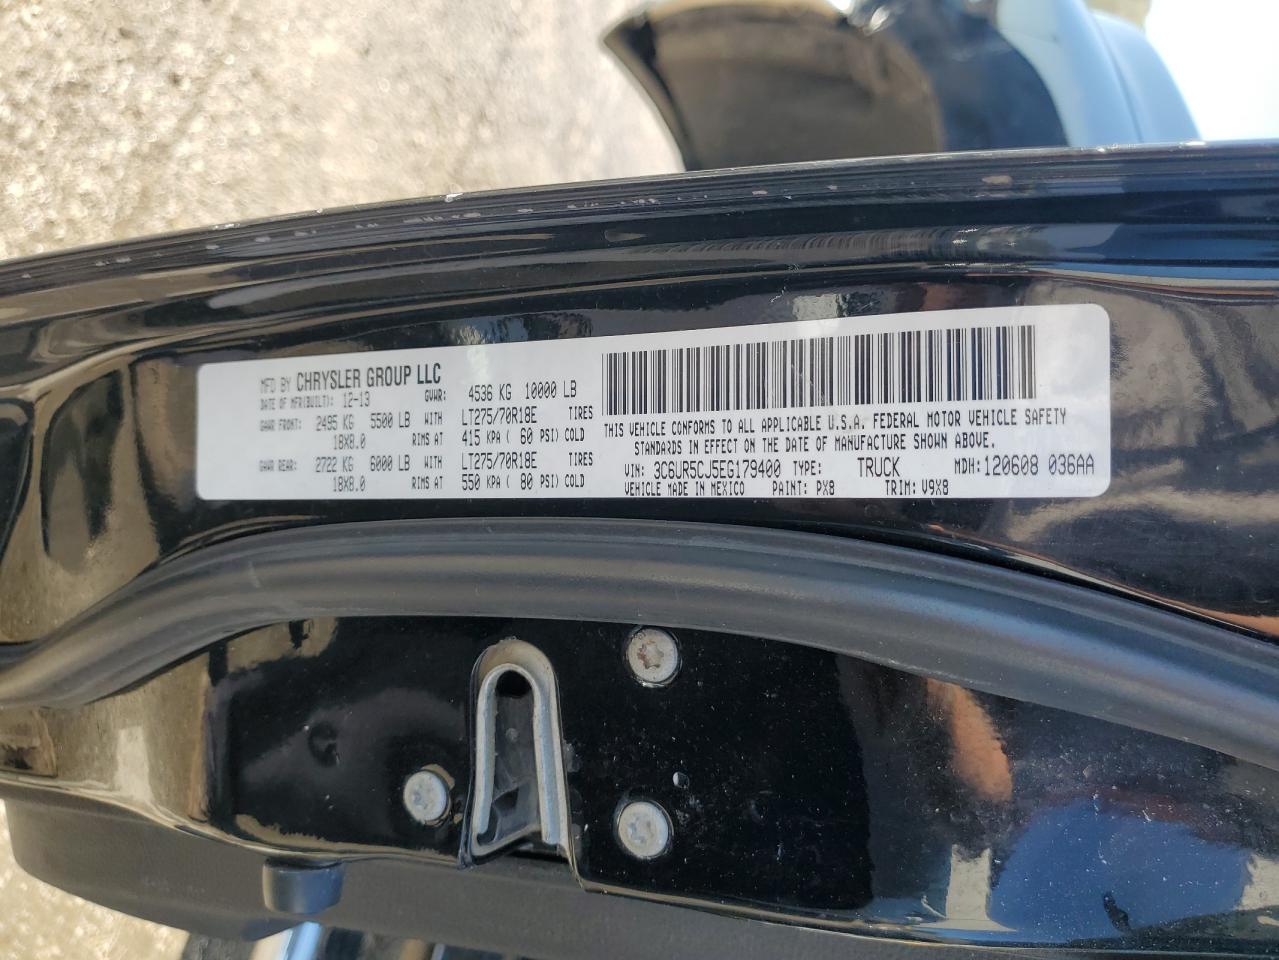 MFD BY CHRYSLER GROUP LLC
DATE OF MFR(BUILT): 12-13 GVWR: 4536 KG 10000 LB
GAWR FRONT: 2495 KG 5500 LB WITH LT275/70R18E TIRES
18X8.0 RIMS AT 415 KPA ( 60 PSI) COLD
GAWR REAR: 2722 KG 6000 LB WITH LT275/70R18E TIRES
18X8.0 RIMS AT 550 KPA ( 80 PSI) COLD
THIS VEHICLE CONFORMS TO ALL APPLICABLE U.S.A. FEDERAL MOTOR VEHICLE SAFETY
STANDARDS IN EFFECT ON THE DATE OF MANUFACTURE SHOWN ABOVE.
VIN: 3C6UR5CJ5EG179400 TYPE: TRUCK MDH: 120608 036AA
VEHICLE MADE IN MEXICO PAINT: PX8 TRIM: V9X8